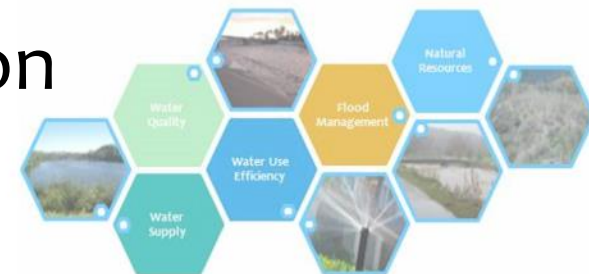 on
Natural
Resources
Water
Quality
Flood
Management
Water Use
Efficiency
Water
Supply